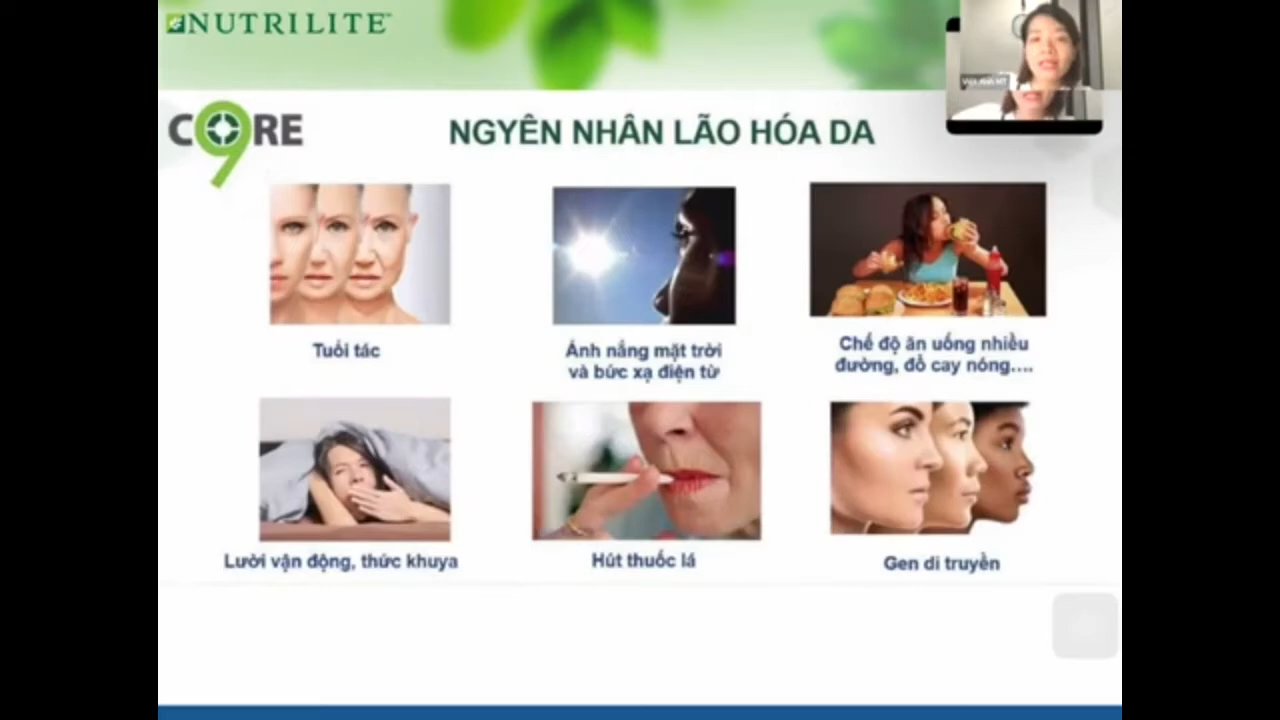 NUTRILITE
CORE
9
NGYÊN NHÂN LÃO HÓA DA
Tuổi tác
Ánh nắng mặt trời
và bức xạ điện từ
Chế độ ăn uống nhiều
đường, đồ cay nóng....
Lười vận động, thức khuya
Hút thuốc lá
Gen di truyền